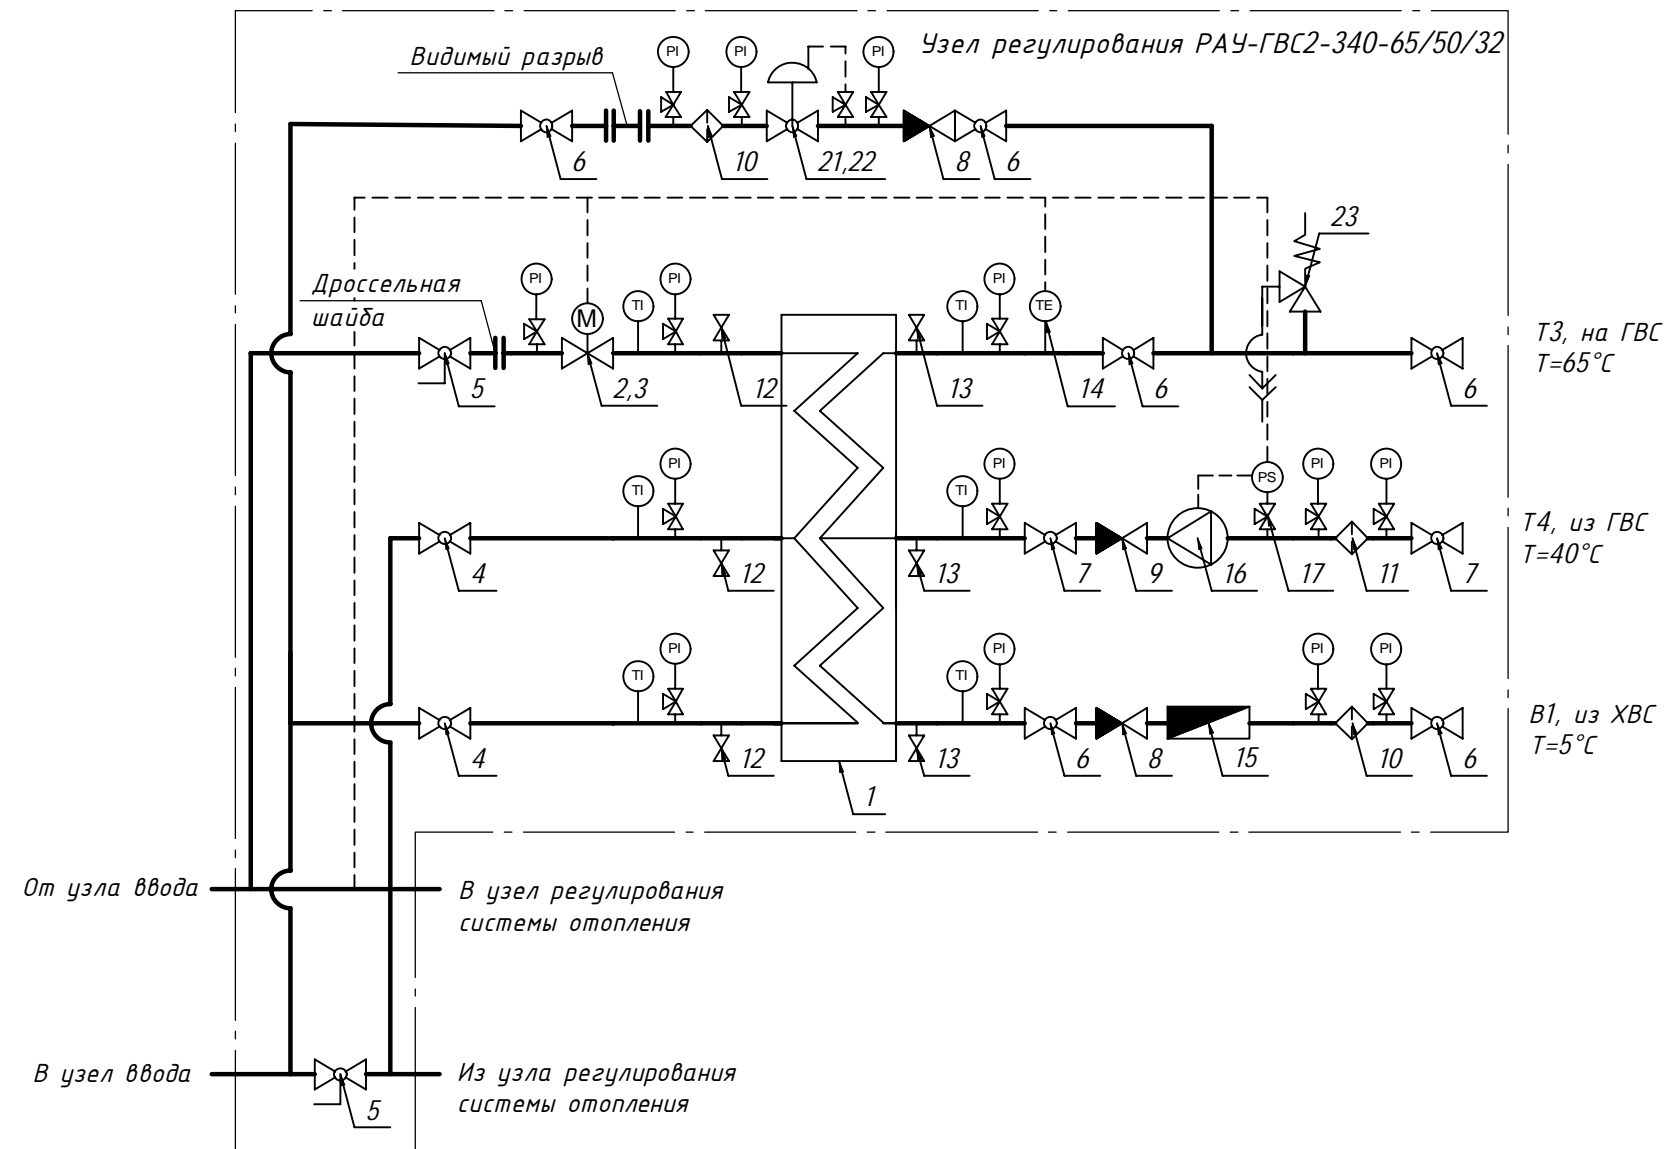 Узел регулирования РАУ-ГВС2-340-65/50/32
Видимый разрыв
PI
PI
PI
6
10
21,22
8
6
23
Дроссельная
шайба
PI
M
TI
PI
TI
PI
TE
5
2,3
12
13
14
6
6
Т3, на ГВС
Т=65°С
TI
PI
TI
PI
PS
PI
PI
4
12
13
7
9
16
17
11
7
Т4, из ГВС
Т=40°С
TI
PI
TI
PI
PI
PI
4
12
13
6
8
15
10
6
В1, из ХВС
Т=5°С
1
От узла ввода
В узел регулирования
системы отопления
В узел ввода
5
Из узла регулирования
системы отопления